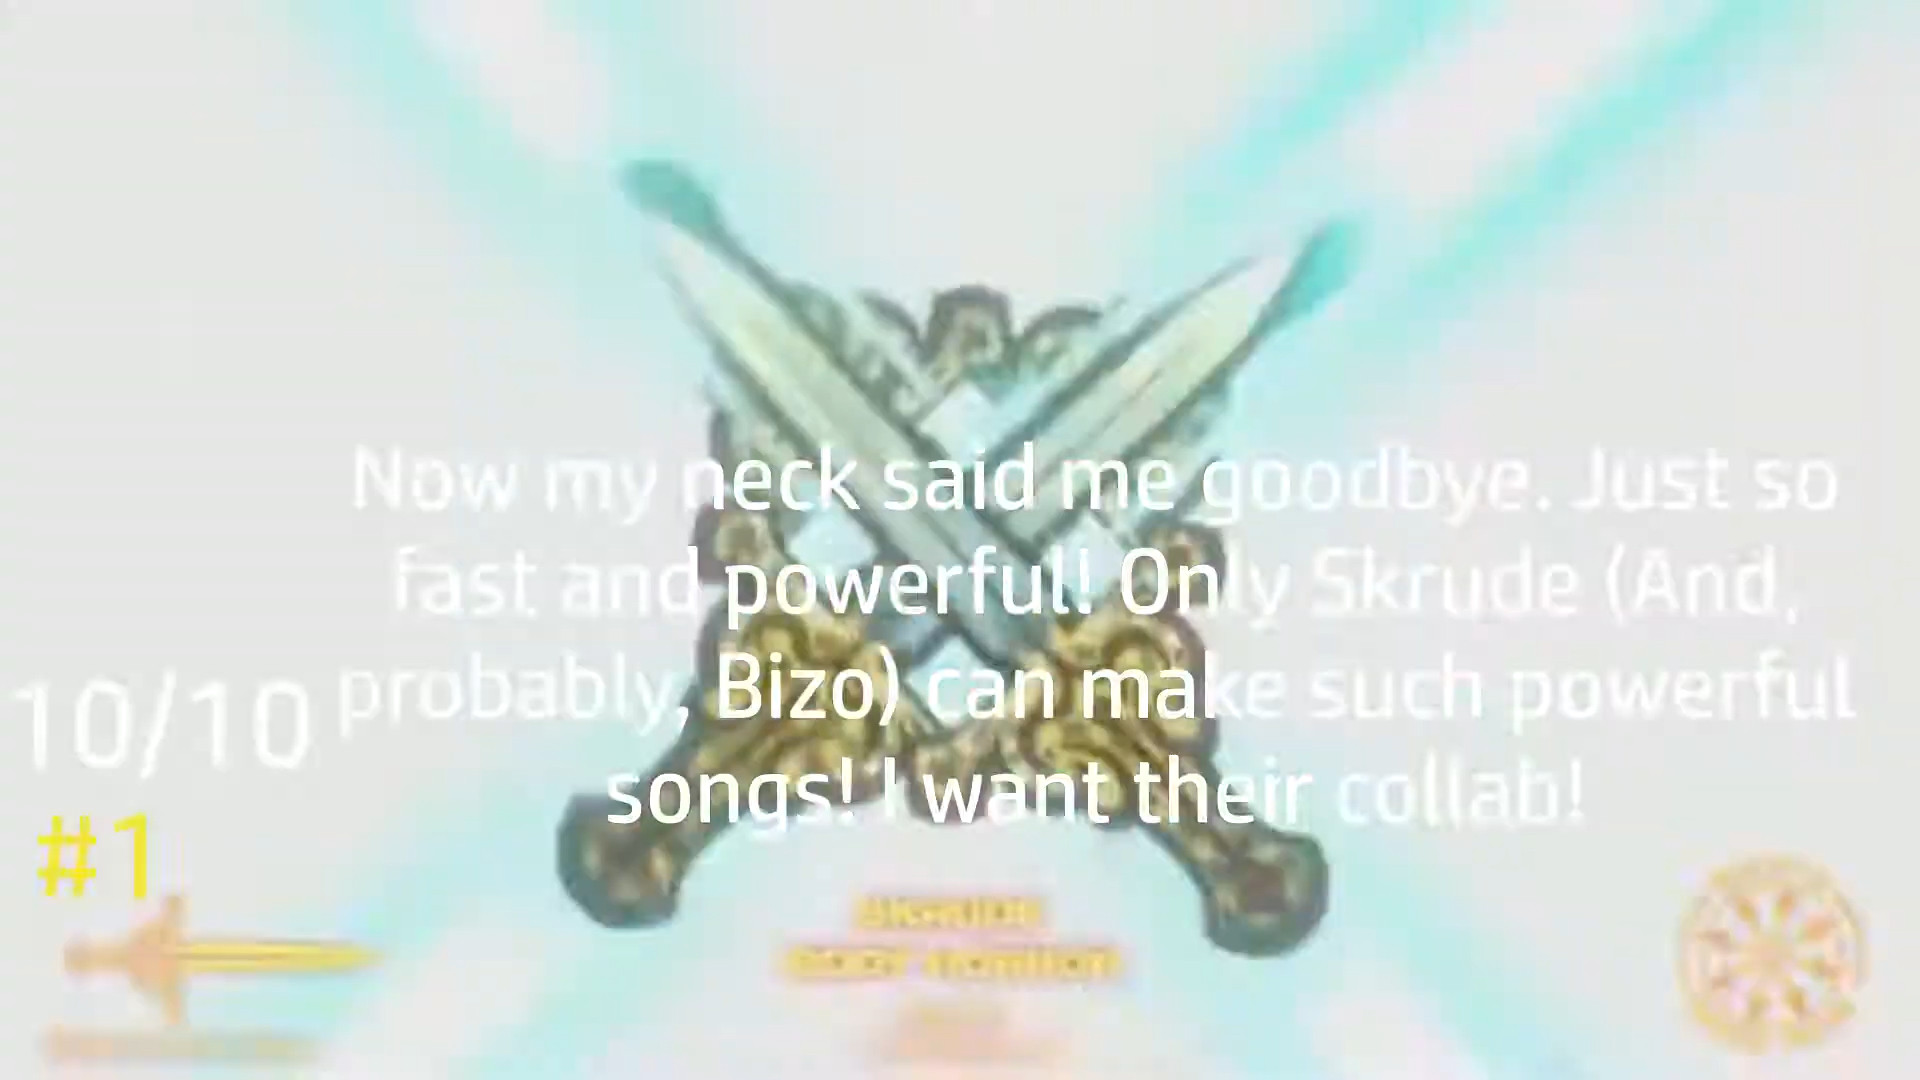 Now my neck said me goodbye. Just so
fast and powerful! Only Skrude (And,
probably, Bizo) can make such powerful
songs! I want their collab!
10/10
#1